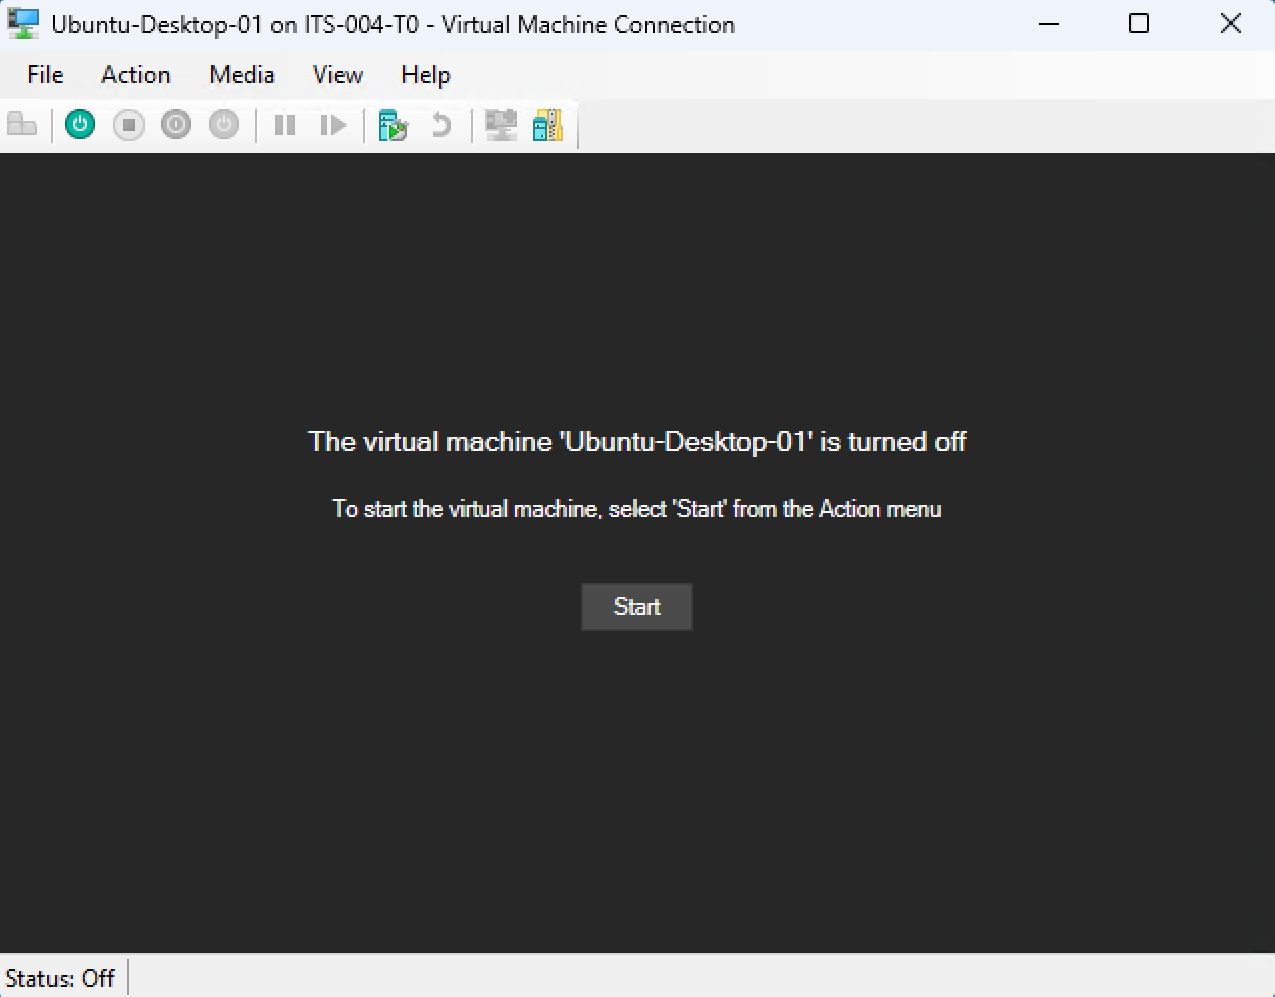 Ubuntu-Desktop-01 on ITS-004-T0 - Virtual Machine Connection
File Action Media View Help
The virtual machine 'Ubuntu-Desktop-01' is turned off
To start the virtual machine, select 'Start' from the Action menu
Start
Status: Off